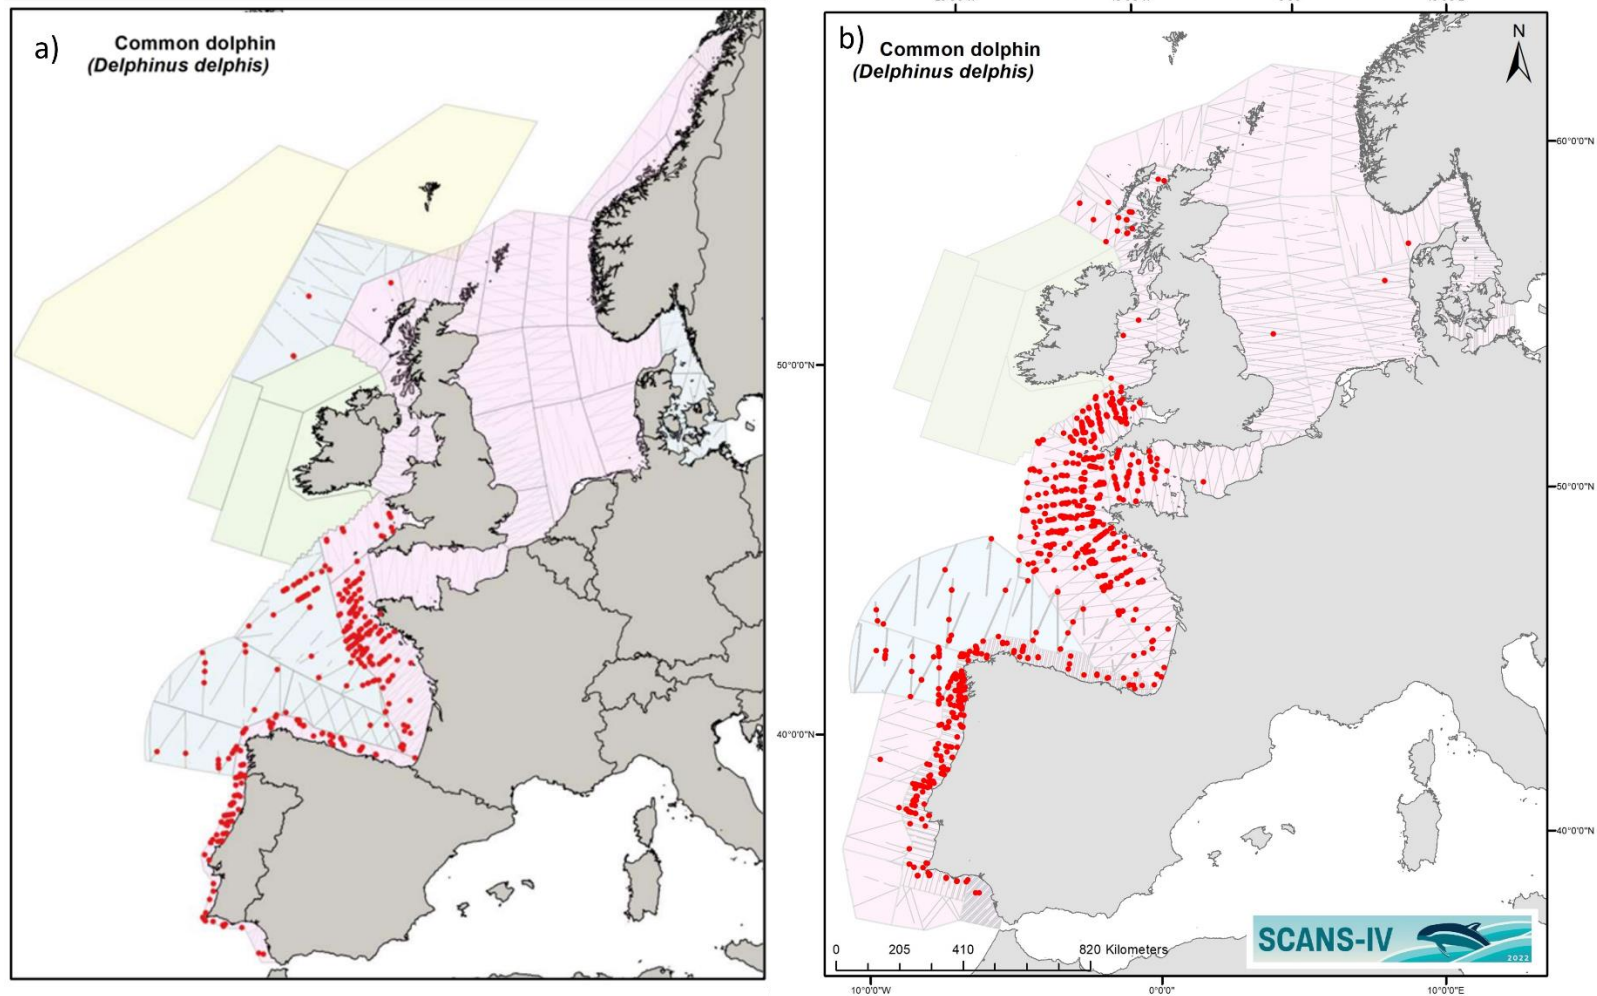 a)
Common dolphin
(Delphinus delphis)
50°0'0"N
40°0'0"N
b)
Common dolphin
(Delphinus delphis)
N
60°0'0"N
50°0'0"N
40°0'0"N
0 205 410 820 Kilometers
SCANS-IV
2022
10°0'0"W 0°0'0" 10°0'0"E